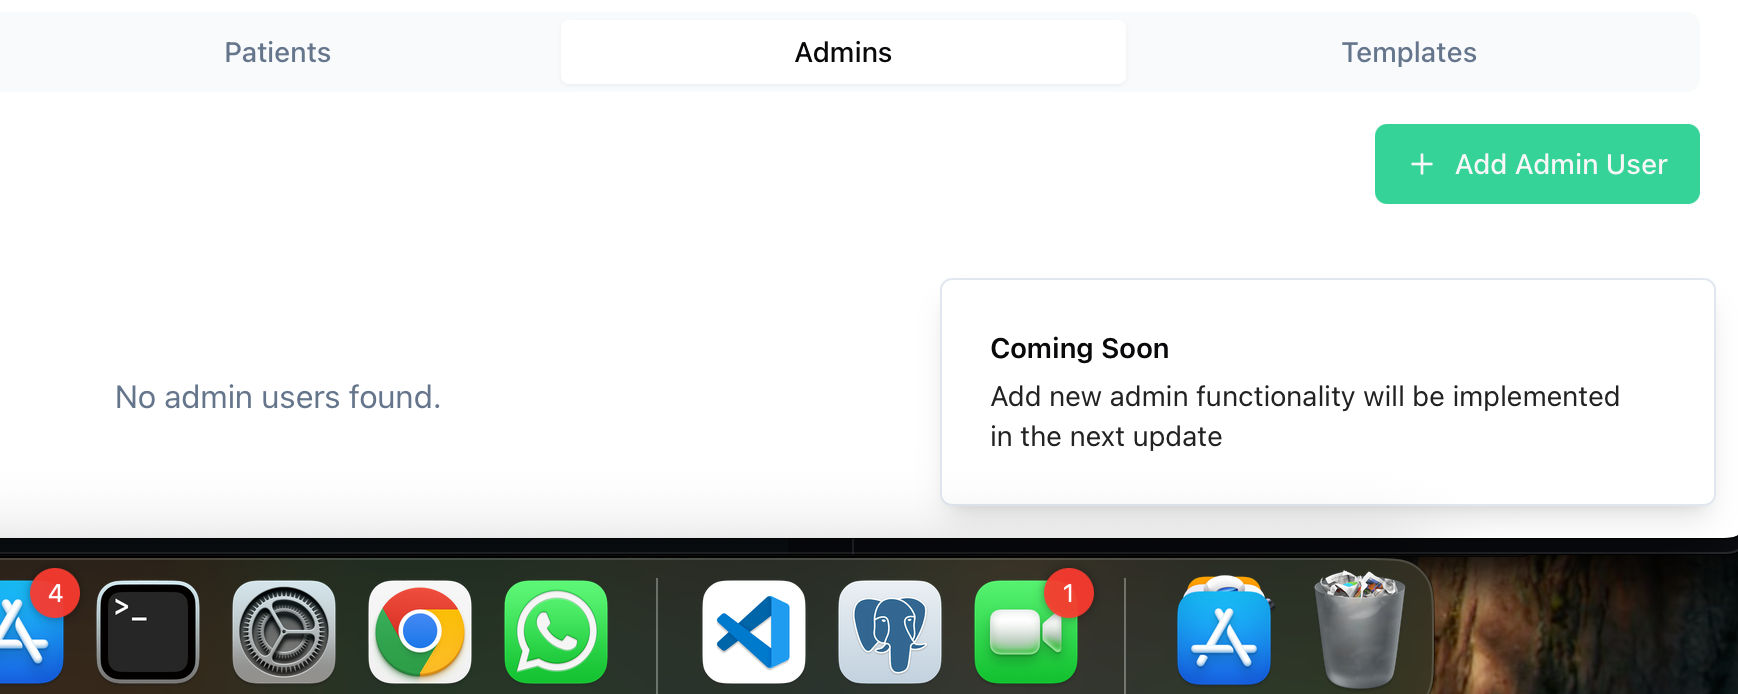 Patients
Admins
Templates
+ Add Admin User
No admin users found.
Coming Soon
Add new admin functionality will be implemented
in the next update
4
>_
1